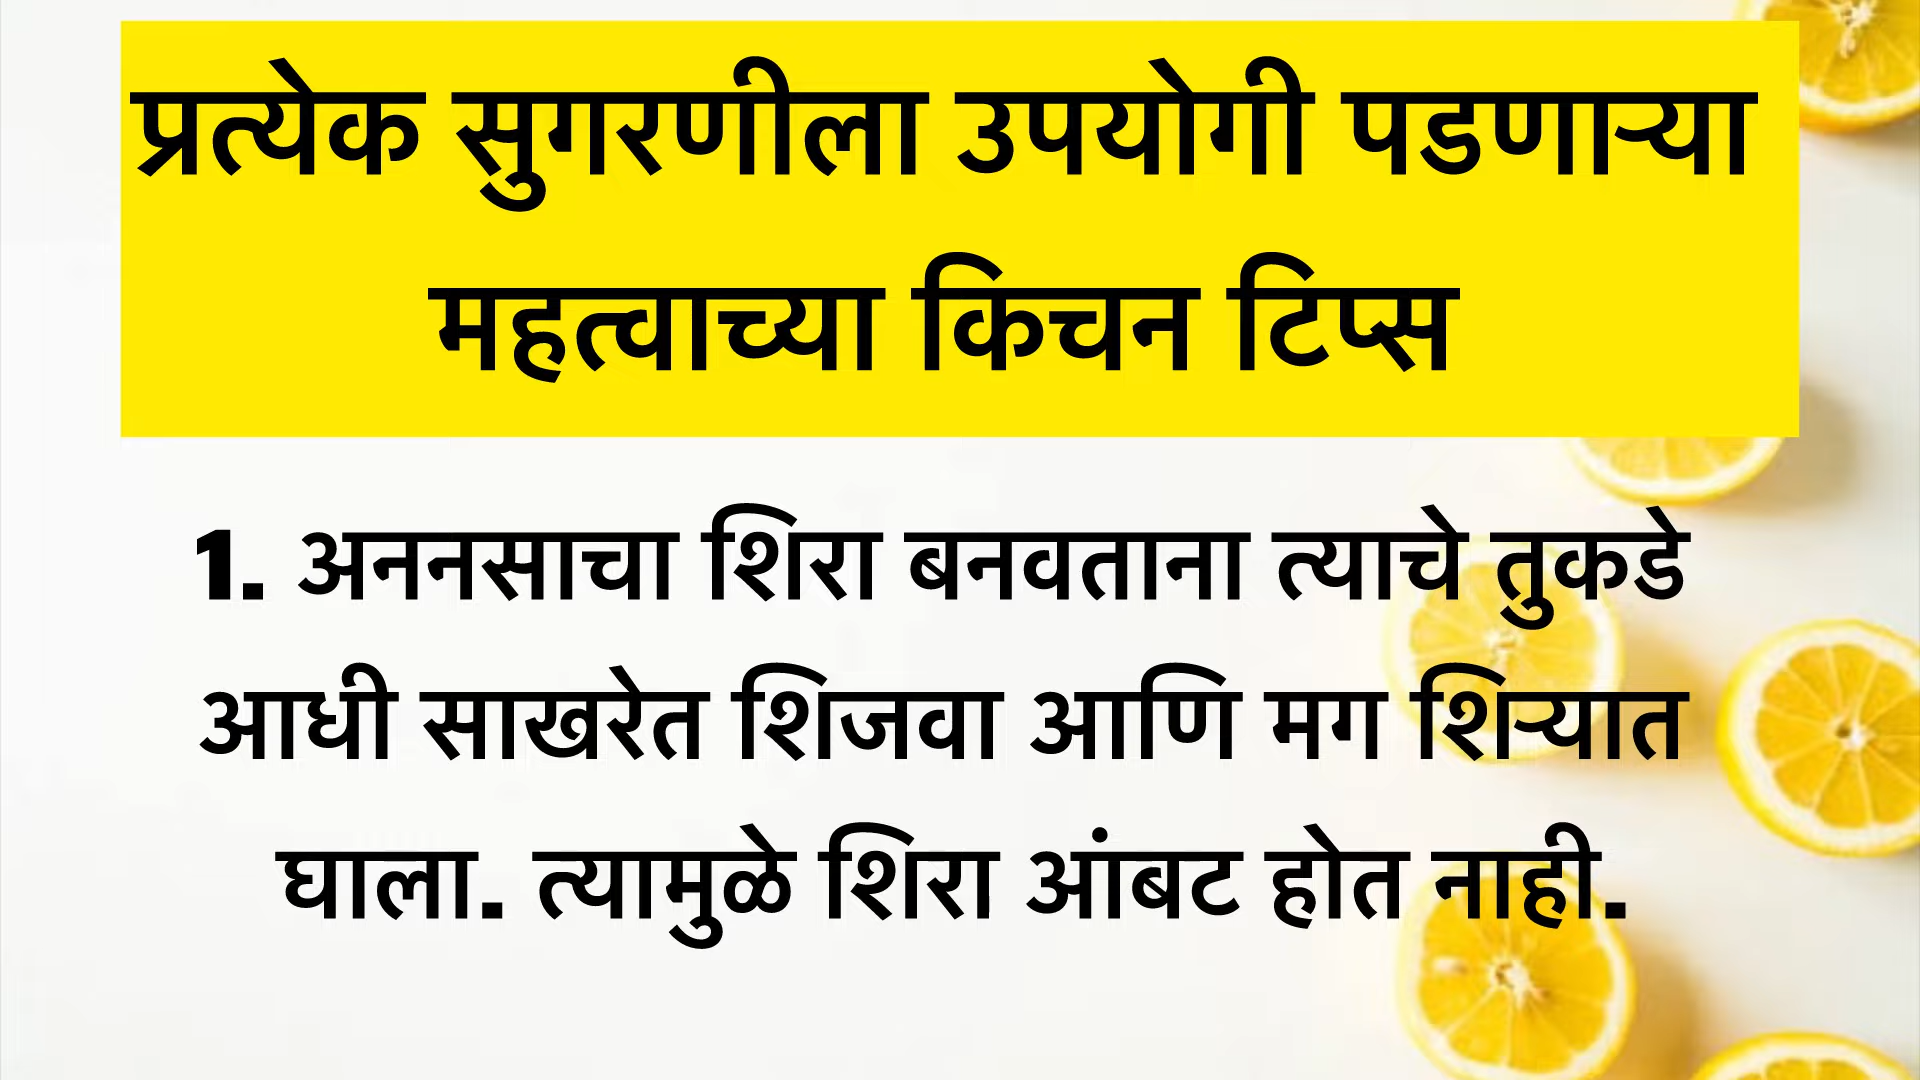 प्रत्येक सुगरणीला उपयोगी पडणाऱ्या
महत्वाच्या किचन टिप्स
1. अननसाचा शिरा बनवताना त्याचे तुकडे
आधी साखरेत शिजवा आणि मग शिऱ्यात
घाला. त्यामुळे शिरा आंबट होत नाही.